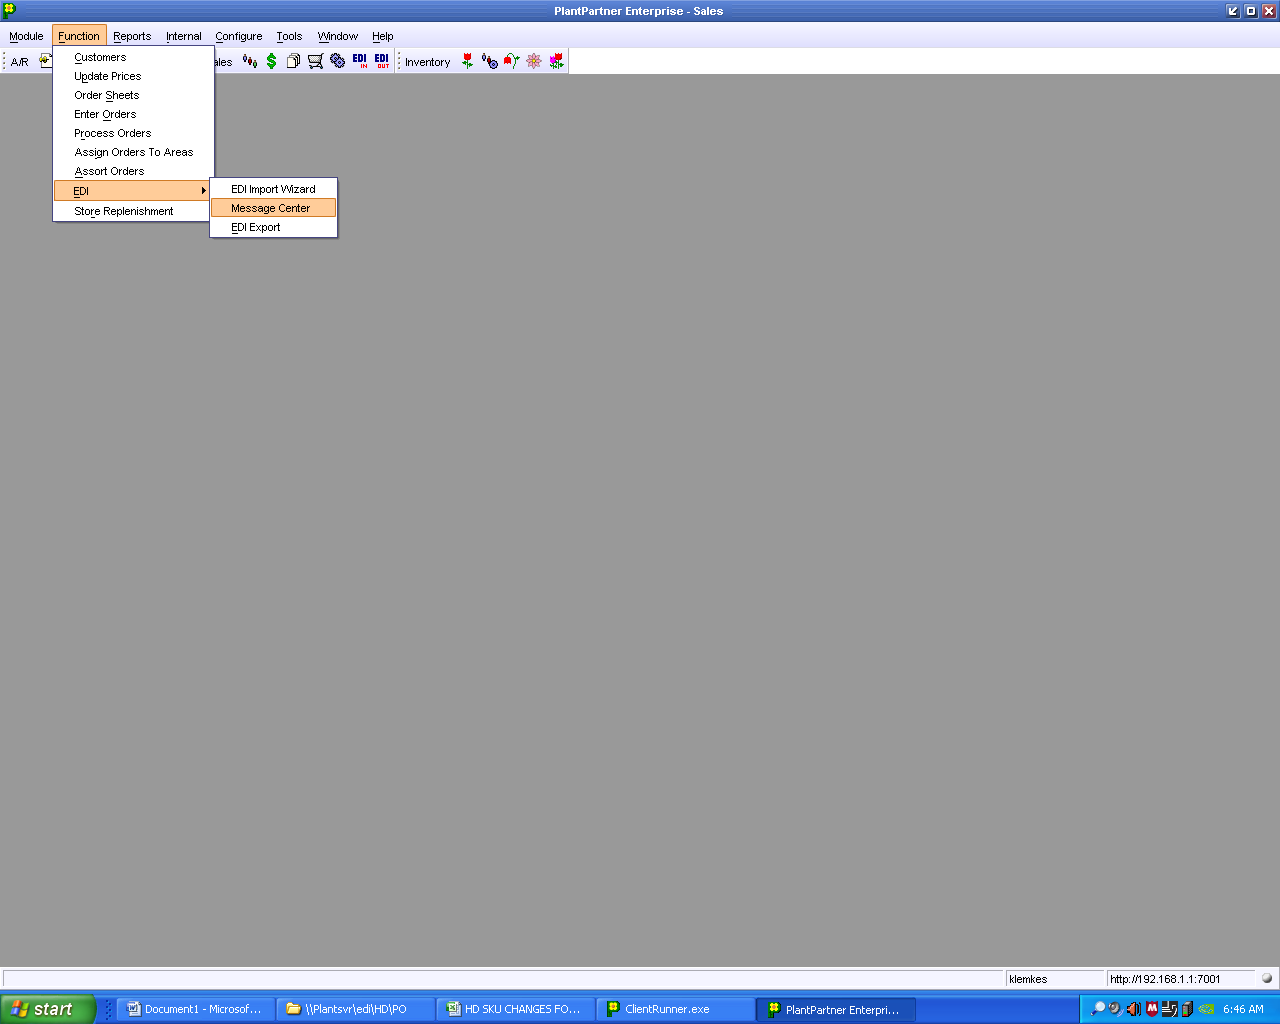 PlantPartner Enterprise - Sales
Module Function Reports Internal Configure Tools Window Help
A/R ales EDI IN EDI OUT Inventory
Customers
Update Prices
Order Sheets
Enter Orders
Process Orders
Assign Orders To Areas
Assort Orders
EDI
Store Replenishment
EDI Import Wizard
Message Center
EDI Export
klemkes http://192.168.1.1:7001
start Document1 - Microsof... \\Plantsvr\edi\HD\PO HD SKU CHANGES FO... ClientRunner.exe PlantPartner Enterpri... 6:46 AM